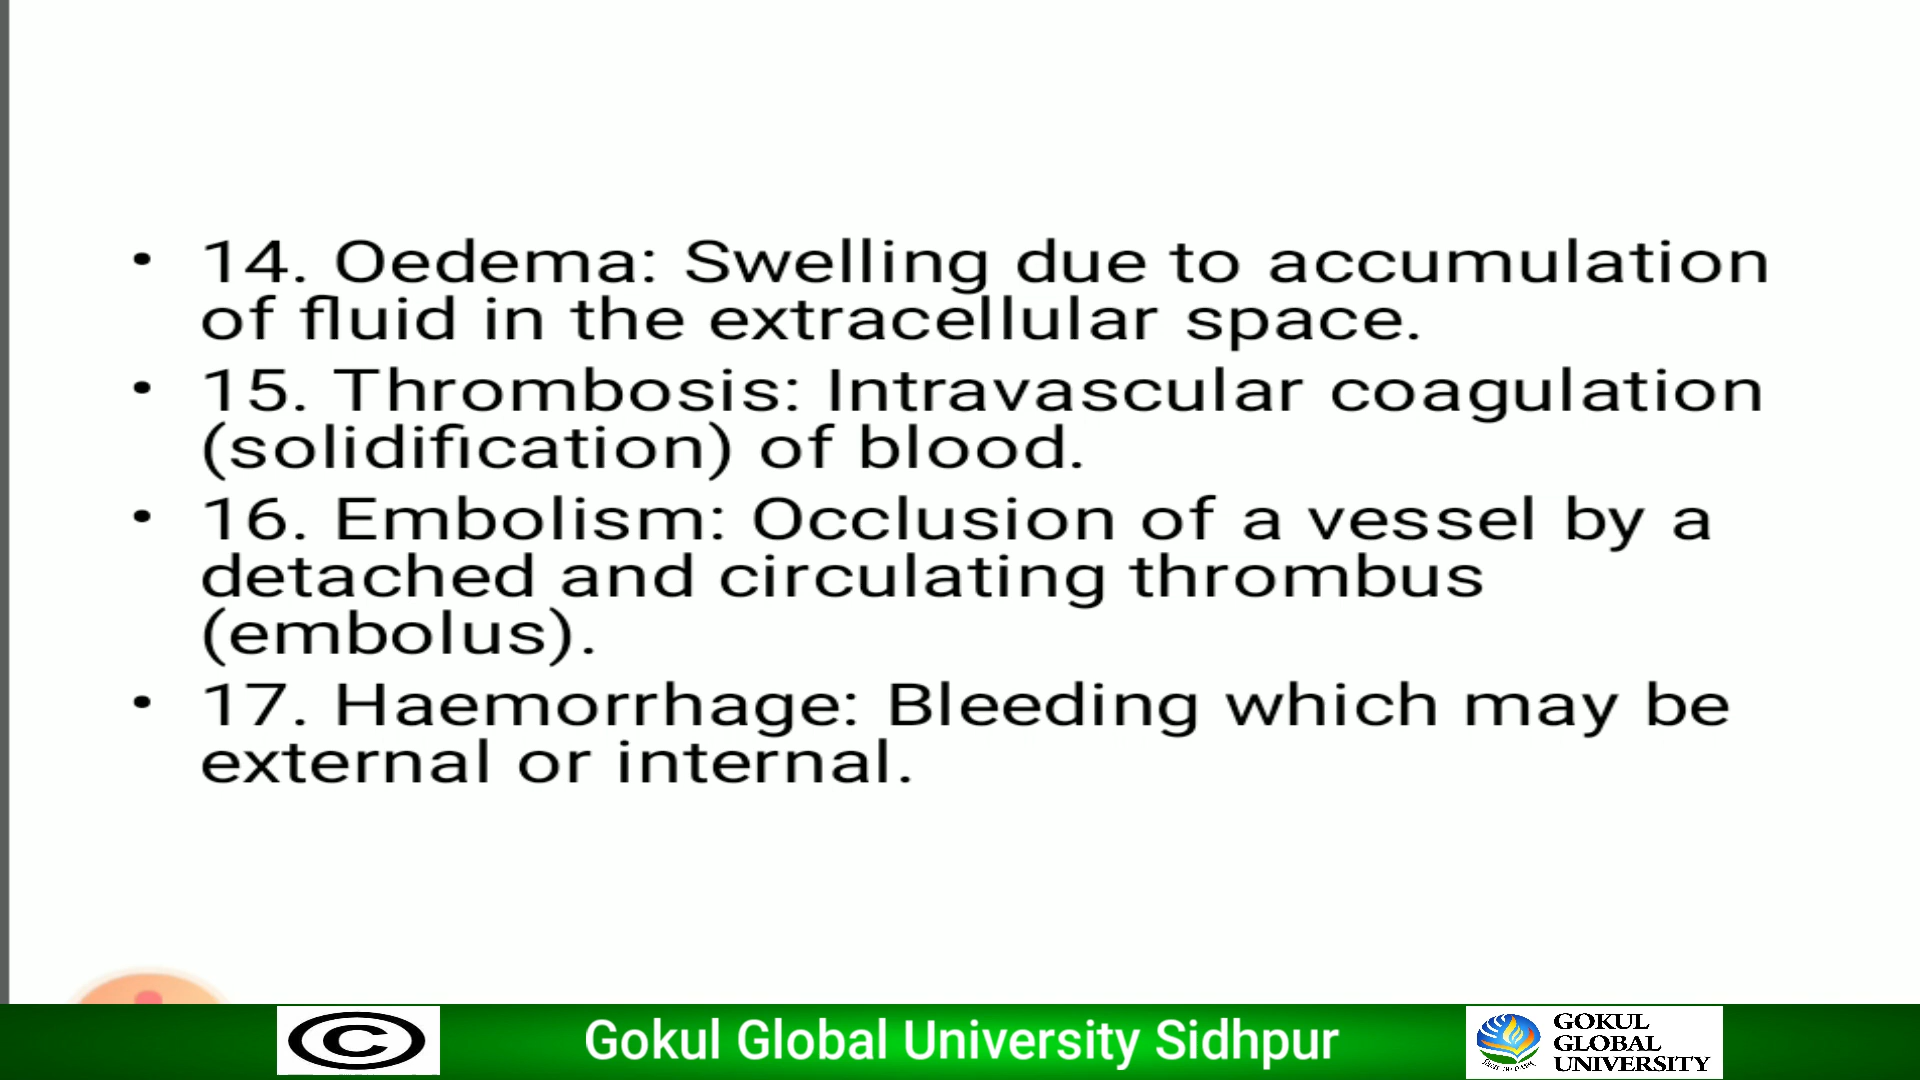 • 14. Oedema: Swelling due to accumulation
of fluid in the extracellular space.
• 15. Thrombosis: Intravascular coagulation
(solidification) of blood.
• 16. Embolism: Occlusion of a vessel by a
detached and circulating thrombus
(embolus).
• 17. Haemorrhage: Bleeding which may be
external or internal.
©
Gokul Global University Sidhpur
GOKUL
GLOBAL
UNIVERSITY